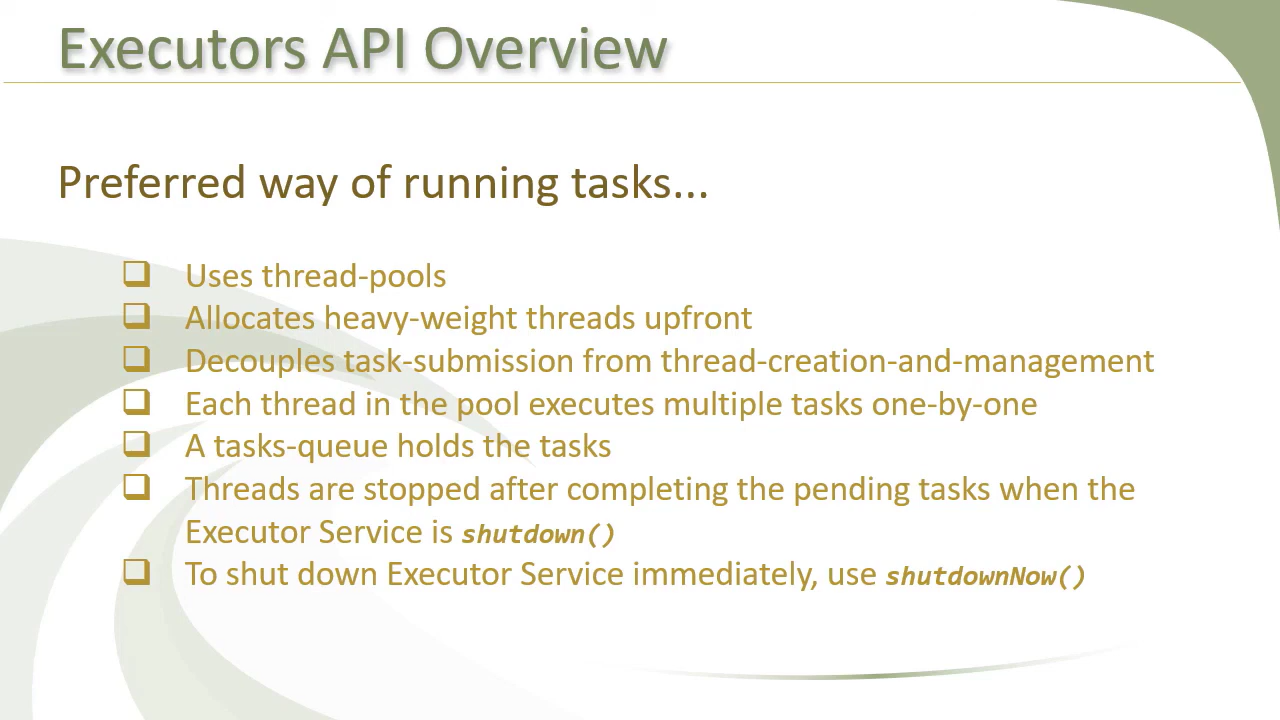 Executors API Overview
Preferred way of running tasks...
❑ Uses thread-pools
❑ Allocates heavy-weight threads upfront
❑ Decouples task-submission from thread-creation-and-management
❑ Each thread in the pool executes multiple tasks one-by-one
❑ A tasks-queue holds the tasks
❑ Threads are stopped after completing the pending tasks when the
Executor Service is shutdown()
❑ To shut down Executor Service immediately, use shutdownNow()